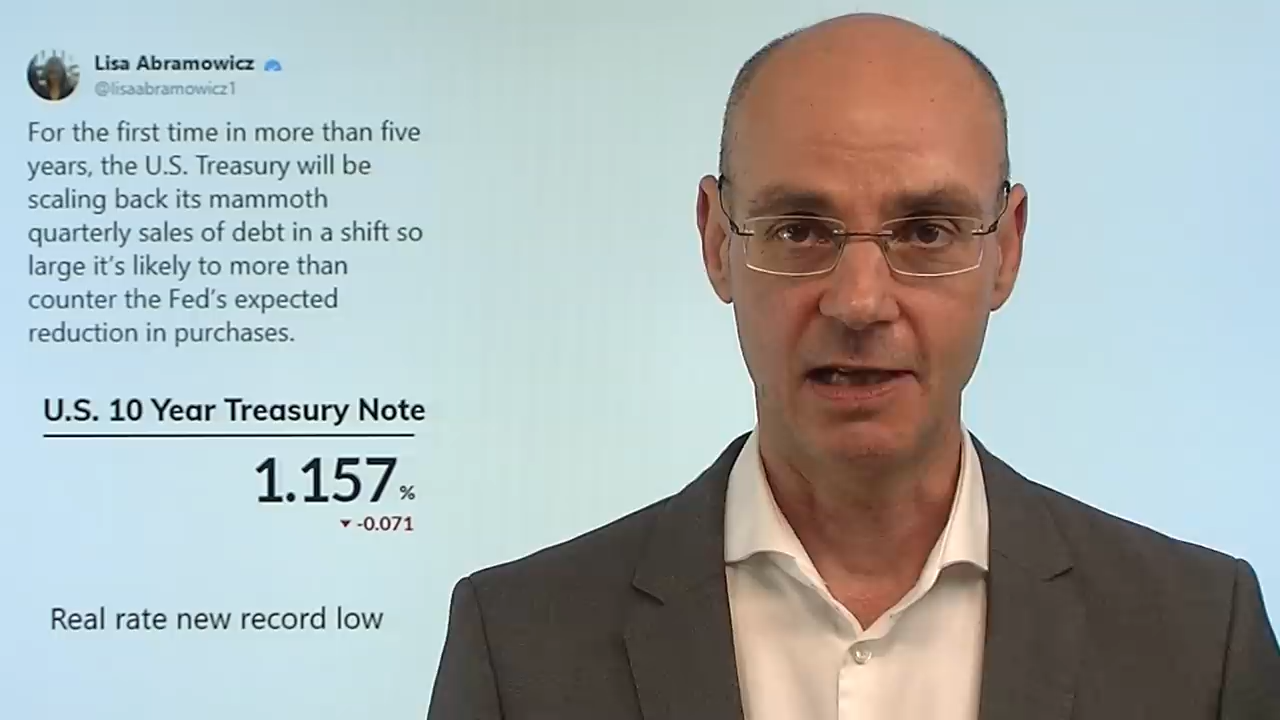 Lisa Abramowicz
@lisaabramowicz1
For the first time in more than five
years, the U.S. Treasury will be
scaling back its mammoth
quarterly sales of debt in a shift so
large it's likely to more than
counter the Fed's expected
reduction in purchases.
U.S. 10 Year Treasury Note
1.157%
▼ -0.071
Real rate new record low